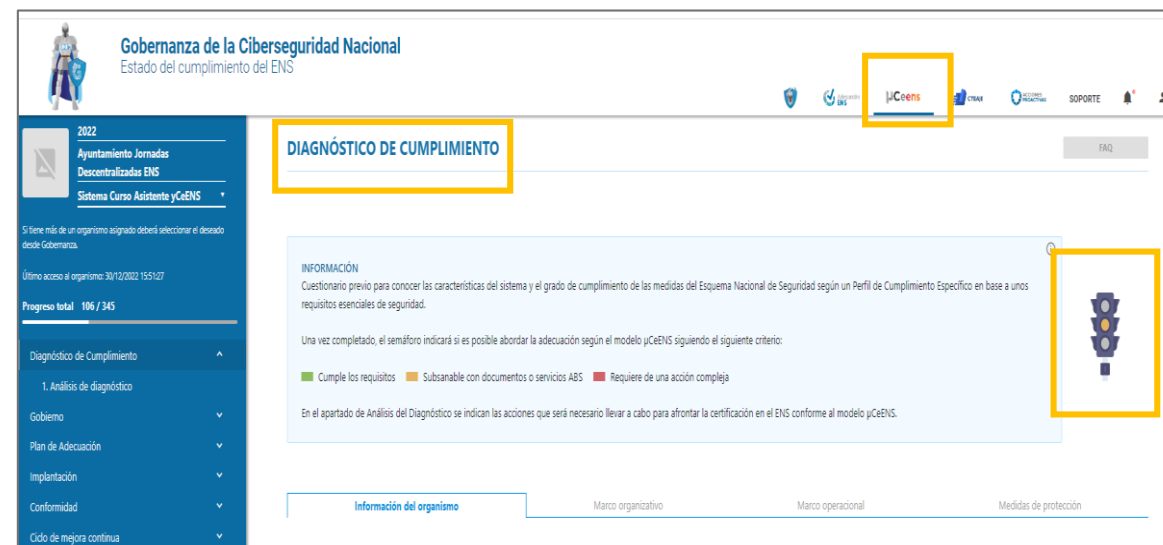 Gobernanza de la Ciberseguridad Nacional
Estado del cumplimiento del ENS
ENS
µCeens
CTEAJE
ACCIONES
PROACTIVAS
SOPORTE
2022
Ayuntamiento Jornadas
Descentralizadas ENS
Sistema Curso Asistente yCeENS
Si tiene más de un organismo asignado deberá seleccionar el deseado
desde Gobernanza.
Último acceso al organismo: 30/12/2022 15:51:27
Progreso total 106 / 345
Diagnóstico de Cumplimiento
1. Análisis de diagnóstico
Gobierno
Plan de Adecuación
Implantación
Conformidad
Ciclo de mejora continua
DIAGNÓSTICO DE CUMPLIMIENTO
FAQ
INFORMACIÓN
Cuestionario previo para conocer las características del sistema y el grado de cumplimiento de las medidas del Esquema Nacional de Seguridad según un Perfil de Cumplimiento Específico en base a unos
requisitos esenciales de seguridad.
Una vez completado, el semáforo indicará si es posible abordar la adecuación según el modelo µCeENS siguiendo el siguiente criterio:
Cumple los requisitos Subsanable con documentos o servicios ABS Requiere de una acción compleja
En el apartado de Análisis del Diagnóstico se indican las acciones que será necesario llevar a cabo para afrontar la certificación en el ENS conforme al modelo µCeENS.
Información del organismo Marco organizativo Marco operacional Medidas de protección